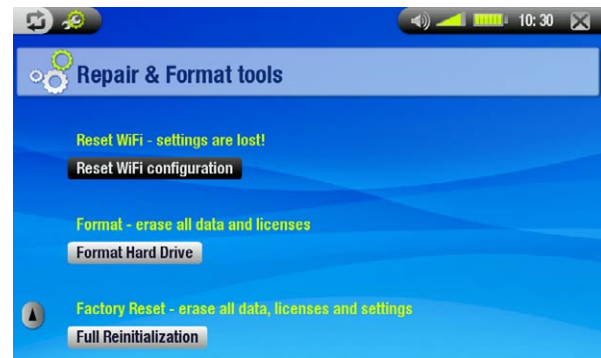 10:30
Repair & Format tools
Reset WiFi - settings are lost!
Reset WiFi configuration
Format - erase all data and licenses
Format Hard Drive
Factory Reset - erase all data, licenses and settings
Full Reinitialization